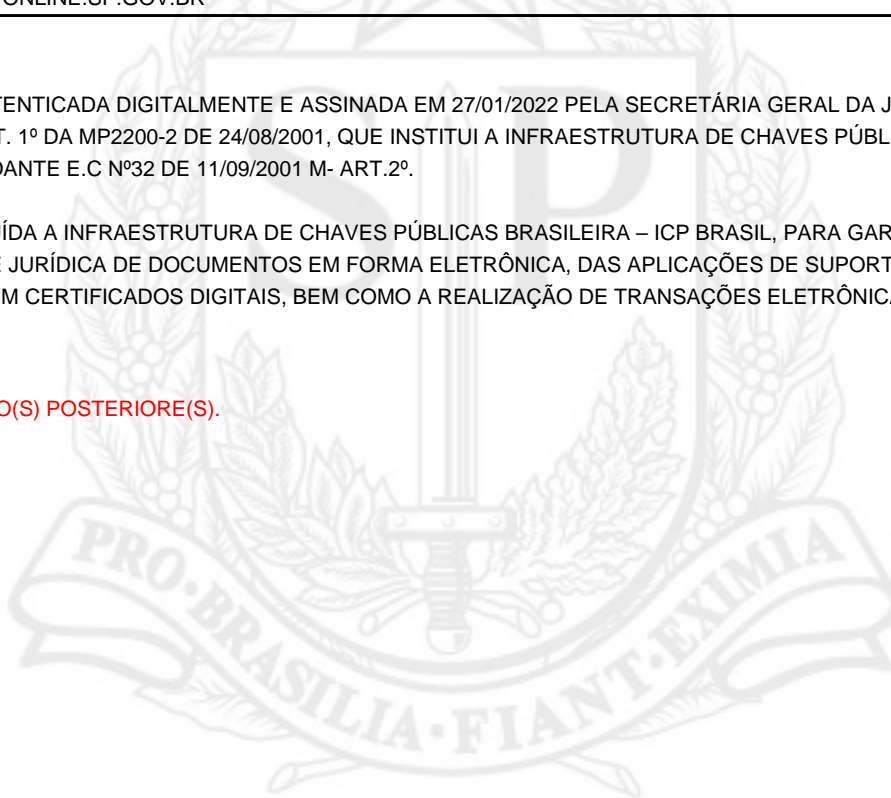 ONLINE.SP.GOV.BR
TENTICADA DIGITALMENTE E ASSINADA EM 27/01/2022 PELA SECRETÁRIA GERAL DA J
T. 1º DA MP2200-2 DE 24/08/2001, QUE INSTITUI A INFRAESTRUTURA DE CHAVES PÚBL
DANTE E.C Nº32 DE 11/09/2001 M- ART.2º.
ÍDA A INFRAESTRUTURA DE CHAVES PÚBLICAS BRASILEIRA – ICP BRASIL, PARA GAR
E JURÍDICA DE DOCUMENTOS EM FORMA ELETRÔNICA, DAS APLICAÇÕES DE SUPORT
M CERTIFICADOS DIGITAIS, BEM COMO A REALIZAÇÃO DE TRANSAÇÕES ELETRÔNICA
O(S) POSTERIORE(S).
SP
PRO·BRASILIA·FIANT·EXIMIA